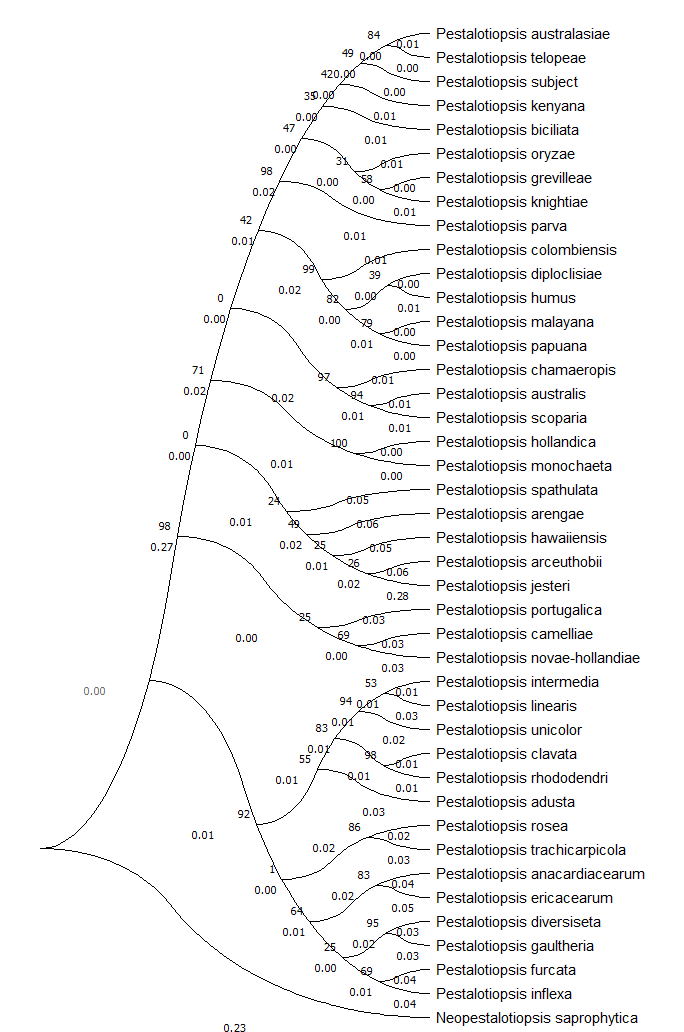 84
Pestalotiopsis australasiae
0.01
49
0.00
Pestalotiopsis telopeae
0.00
42
0.00
Pestalotiopsis subject
0.00
35
0.00
Pestalotiopsis kenyana
0.01
0.00
Pestalotiopsis biciliata
47
0.01
0.00
Pestalotiopsis oryzae
31
0.01
98
58
Pestalotiopsis grevilleae
0.00
0.00
0.02
0.00
Pestalotiopsis knightiae
0.01
42
Pestalotiopsis parva
0.01
0.01
Pestalotiopsis colombiensis
0.01
99
39
Pestalotiopsis diploclisiae
0.00
0.02
0.00
82
Pestalotiopsis humus
0
0.01
0.00
0.00
79
Pestalotiopsis malayana
0.00
0.01
Pestalotiopsis papuana
0.00
71
97
Pestalotiopsis chamaeropis
0.01
0.02
0.02
94
Pestalotiopsis australis
0.01
0.01
Pestalotiopsis scoparia
0.01
0
100
Pestalotiopsis hollandica
0.00
0.00
0.01
Pestalotiopsis monochaeta
0.00
24
0.05
Pestalotiopsis spathulata
98
0.01
49
0.06
Pestalotiopsis arengae
0.27
0.02
25
0.05
Pestalotiopsis hawaiiensis
0.01
26
Pestalotiopsis arceuthobii
0.06
0.02
Pestalotiopsis jesteri
0.28
25
0.03
Pestalotiopsis portugalica
0.00
69
Pestalotiopsis camelliae
0.03
0.00
Pestalotiopsis novae-hollandiae
0.03
53
Pestalotiopsis intermedia
0.00
0.01
94
0.01
Pestalotiopsis linearis
0.03
83
0.01
Pestalotiopsis unicolor
0.02
55
0.01
98
Pestalotiopsis clavata
0.01
0.01
0.01
Pestalotiopsis rhododendri
0.01
Pestalotiopsis adusta
92
0.03
0.01
86
Pestalotiopsis rosea
0.02
0.02
Pestalotiopsis trachicarpicola
0.03
1
83
Pestalotiopsis anacardiacearum
0.00
0.04
0.02
Pestalotiopsis ericacearum
64
0.05
0.01
95
Pestalotiopsis diversiseta
0.03
25
0.02
Pestalotiopsis gaultheria
0.03
0.00
69
Pestalotiopsis furcata
0.04
0.01
Pestalotiopsis inflexa
0.04
Neopestalotiopsis saprophytica
0.23